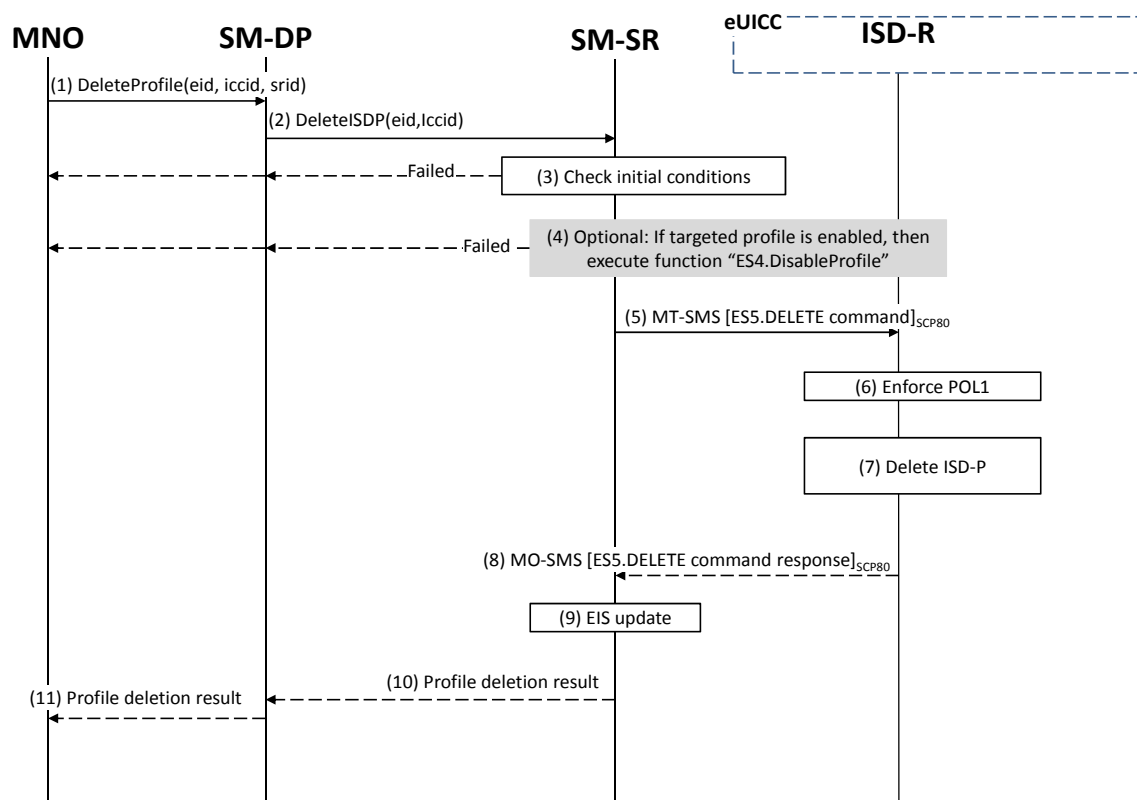 MNO
SM-DP
SM-SR
eUICC
ISD-R
(1) DeleteProfile(eid, iccid, srid)
(2) DeleteISDP(eid,Iccid)
Failed
(3) Check initial conditions
Failed
(4) Optional: If targeted profile is enabled, then
execute function “ES4.DisableProfile”
(5) MT-SMS [ES5.DELETE command]SCP80
(6) Enforce POL1
(7) Delete ISD-P
(8) MO-SMS [ES5.DELETE command response]SCP80
(9) EIS update
(10) Profile deletion result
(11) Profile deletion result